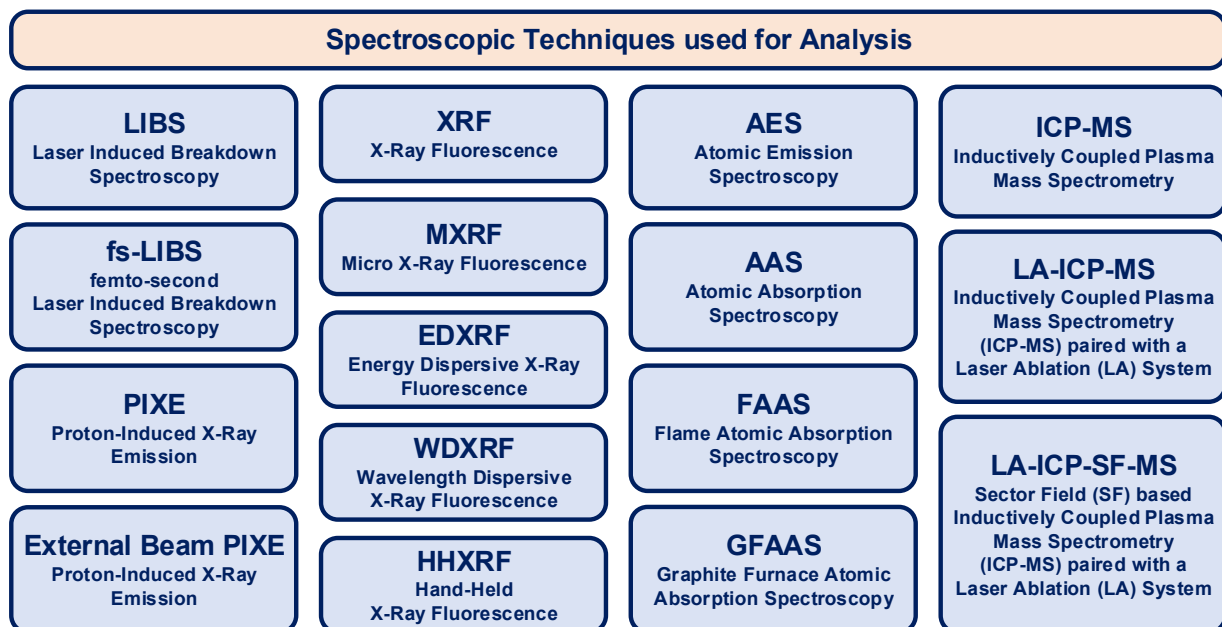 Spectroscopic Techniques used for Analysis
LIBS
Laser Induced Breakdown
Spectroscopy
fs-LIBS
femto-second
Laser Induced Breakdown
Spectroscopy
PIXE
Proton-Induced X-Ray
Emission
External Beam PIXE
Proton-Induced X-Ray
Emission
XRF
X-Ray Fluorescence
MXRF
Micro X-Ray Fluorescence
EDXRF
Energy Dispersive X-Ray
Fluorescence
WDXRF
Wavelength Dispersive
X-Ray Fluorescence
HHXRF
Hand-Held
X-Ray Fluorescence
AES
Atomic Emission
Spectroscopy
AAS
Atomic Absorption
Spectroscopy
FAAS
Flame Atomic Absorption
Spectroscopy
GFAAS
Graphite Furnace Atomic
Absorption Spectroscopy
ICP-MS
Inductively Coupled Plasma
Mass Spectrometry
LA-ICP-MS
Inductively Coupled Plasma
Mass Spectrometry
(ICP-MS) paired with a
Laser Ablation (LA) System
LA-ICP-SF-MS
Sector Field (SF) based
Inductively Coupled Plasma
Mass Spectrometry
(ICP-MS) paired with a
Laser Ablation (LA) System